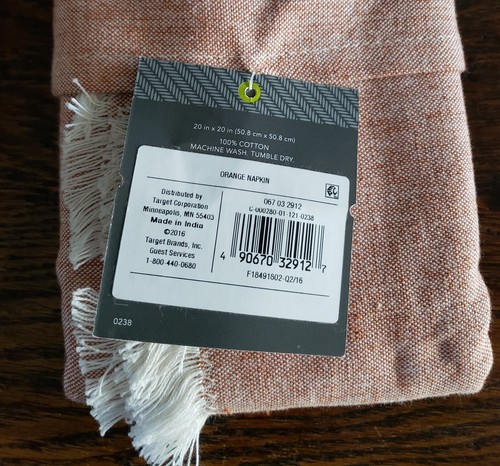 20 in x 20 in (50.8 cm x 50.8 cm)
100% COTTON
MACHINE WASH. TUMBLE DRY.
ORANGE NAPKIN
Distributed by
Target Corporation
Minneapolis, MN 55403
Made in India
©2016
Target Brands, Inc.
Guest Services
1-800-440-0680
067 03 2912
C-000280-01-121-0238
4 90670 32912 7
F18491602-02/16
0238